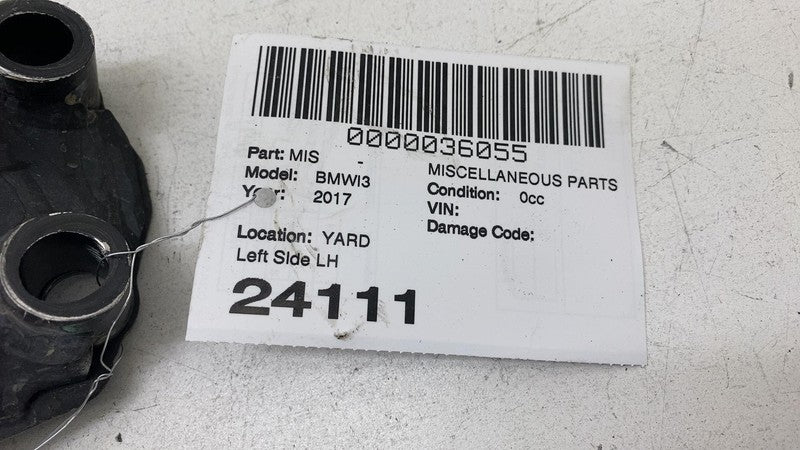 0000036055
Part: MIS - MISCELLANEOUS PARTS
Model: BMWI3 Condition: 0cc
Year: 2017 VIN:
Damage Code:
Location: YARD
Left Side LH
24111